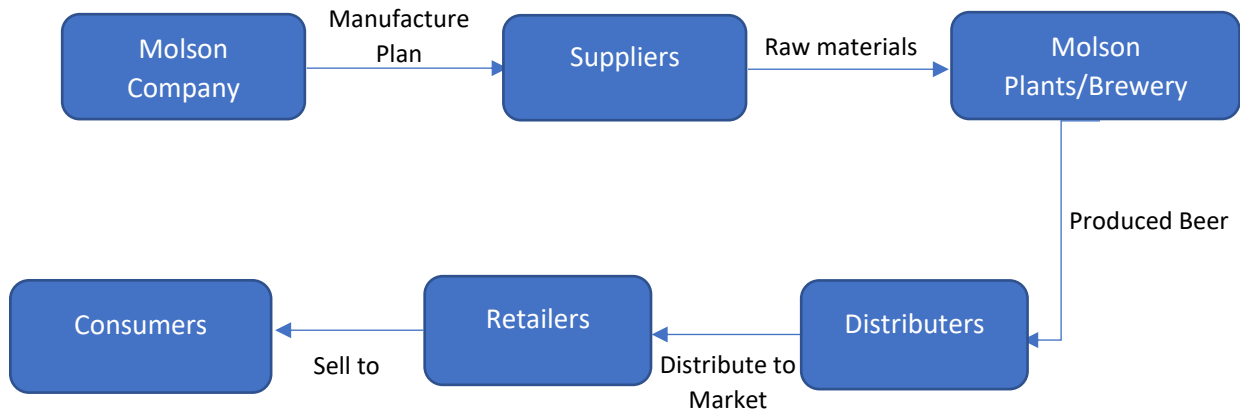 Molson
Company
Manufacture
Plan
Suppliers
Raw materials
Molson
Plants/Brewery
Produced Beer
Distributers
Distribute to
Market
Retailers
Sell to
Consumers